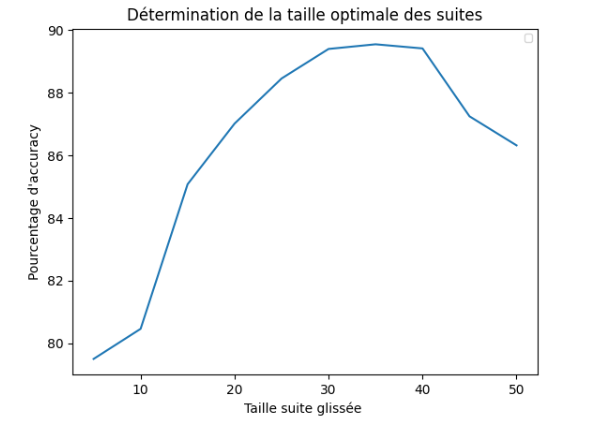 Détermination de la taille optimale des suites
90
88
86
84
82
80
Pourcentage d'accuracy
10 20 30 40 50
Taille suite glissée